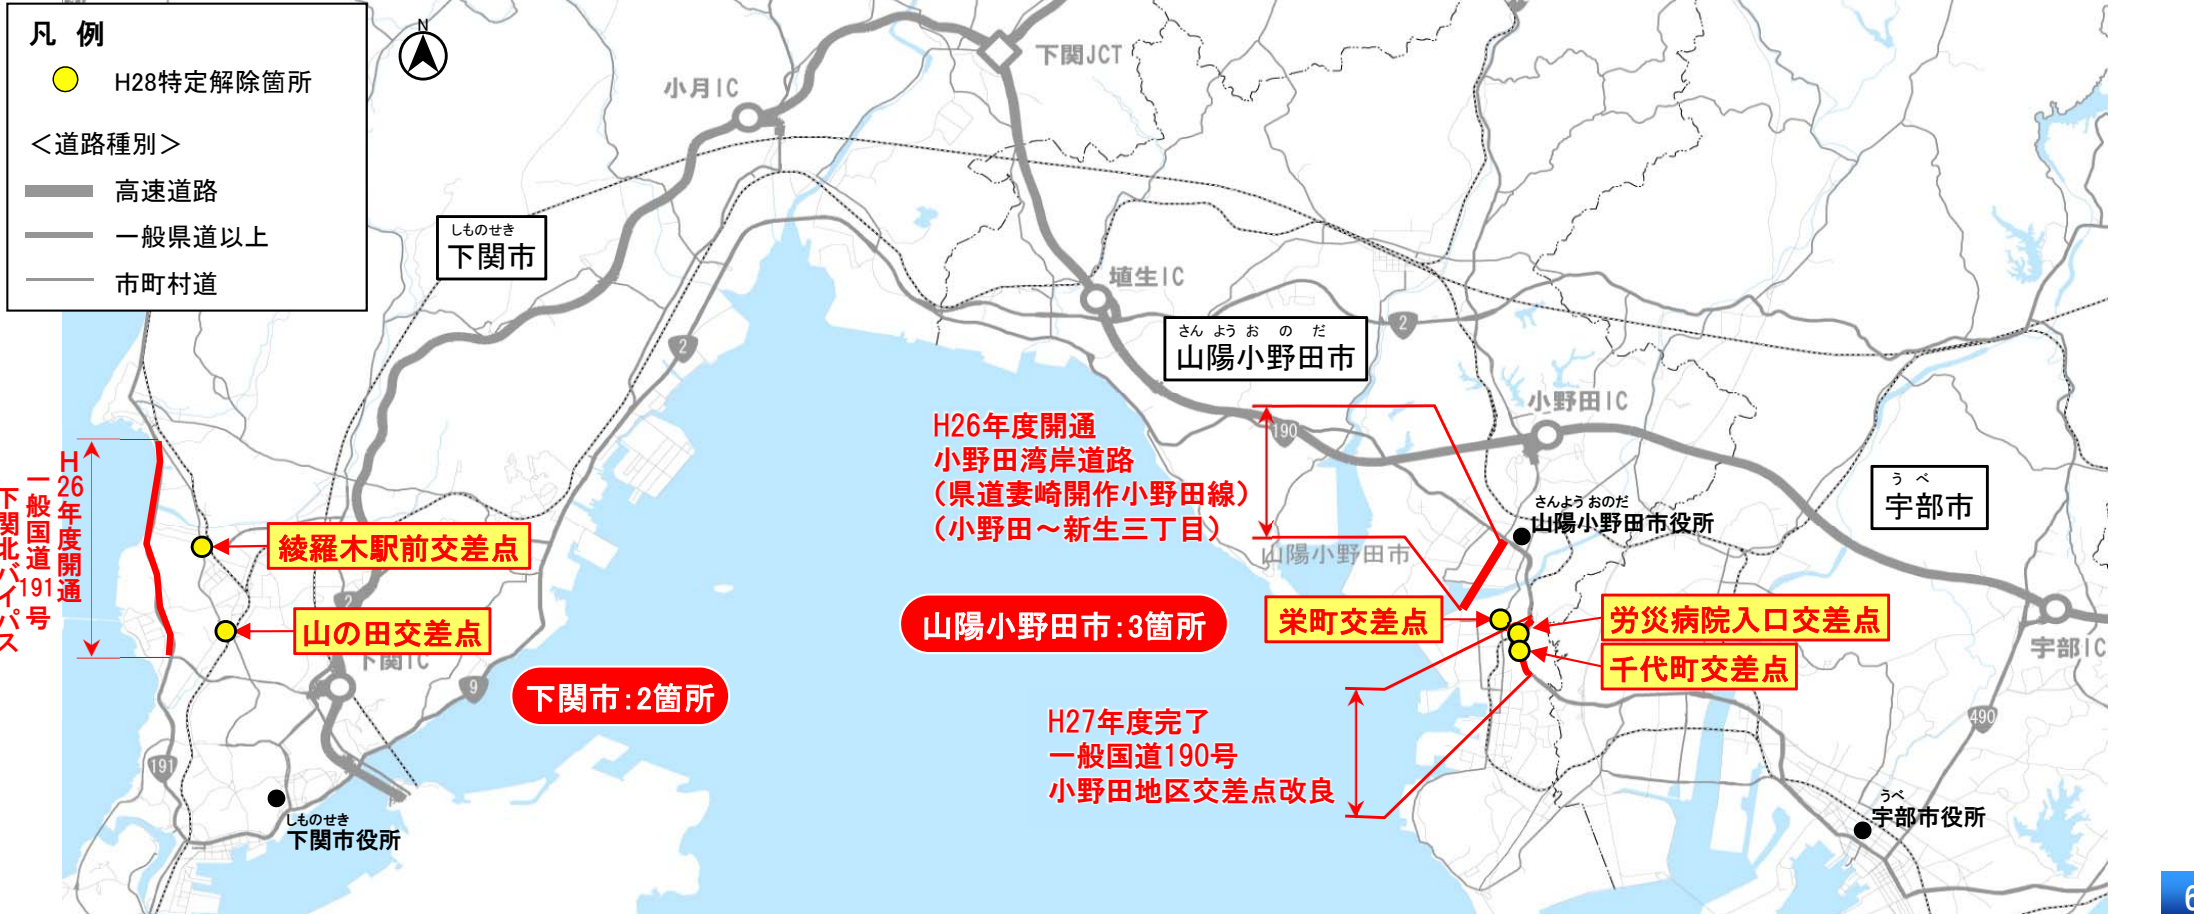 凡 例
H28特定解除箇所
＜道路種別＞
高速道路
一般県道以上
市町村道
N
小月IC
下関JCT
しものせき
下関市
2
埴生IC
さんようおのだ
山陽小野田市
2
小野田IC
190
H26年度開通
小野田湾岸道路
（県道妻崎開作小野田線）
（小野田～新生三丁目）
うべ
宇部市
さんようおのだ
山陽小野田市役所
山陽小野田市
H26年度開通
一般国道191号
下関北バイパス
綾羅木駅前交差点
山の田交差点
2
下関IC
9
下関市：2箇所
山陽小野田市：3箇所
栄町交差点
労災病院入口交差点
千代町交差点
宇部IC
490
H27年度完了
一般国道190号
小野田地区交差点改良
191
しものせき
下関市役所
うべ
宇部市役所
6